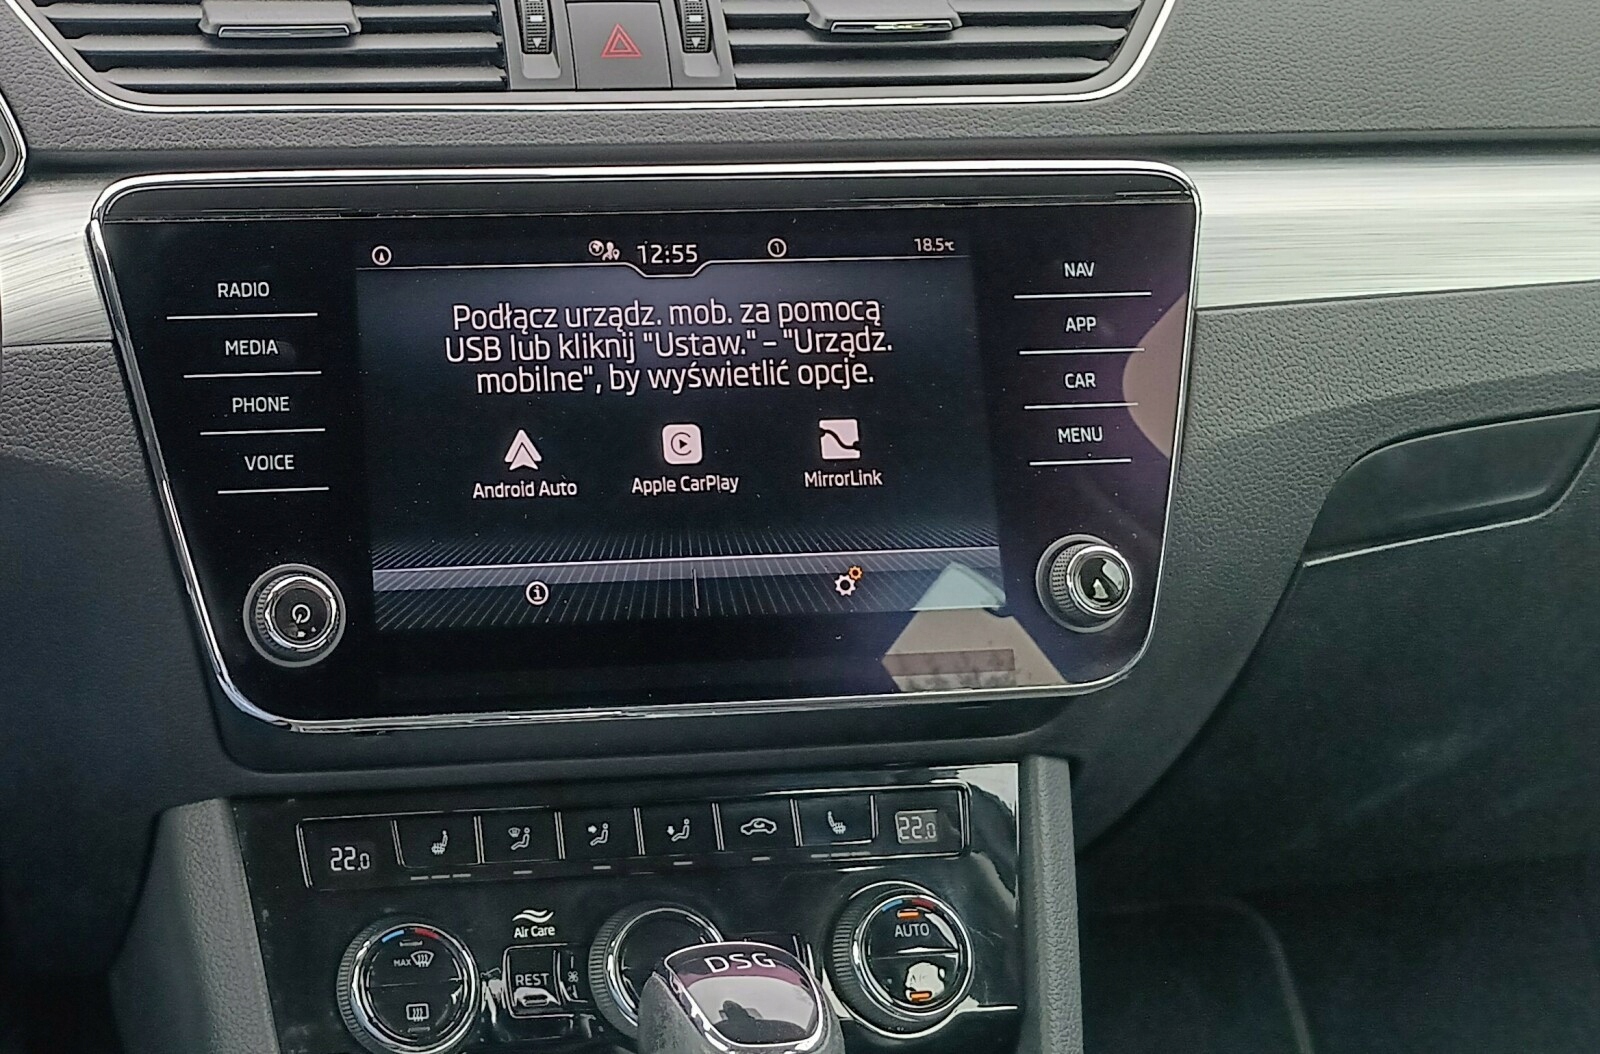 12:55
1
18.5°C
RADIO
MEDIA
PHONE
VOICE
Podłącz urządz. mob. za pomocą
USB lub kliknij "Ustaw." – "Urządz.
mobilne", by wyświetlić opcje.
Android Auto
Apple CarPlay
MirrorLink
i
NAV
APP
CAR
MENU
22.0
22.0
MAX
Air Care
REST
AUTO
DSG